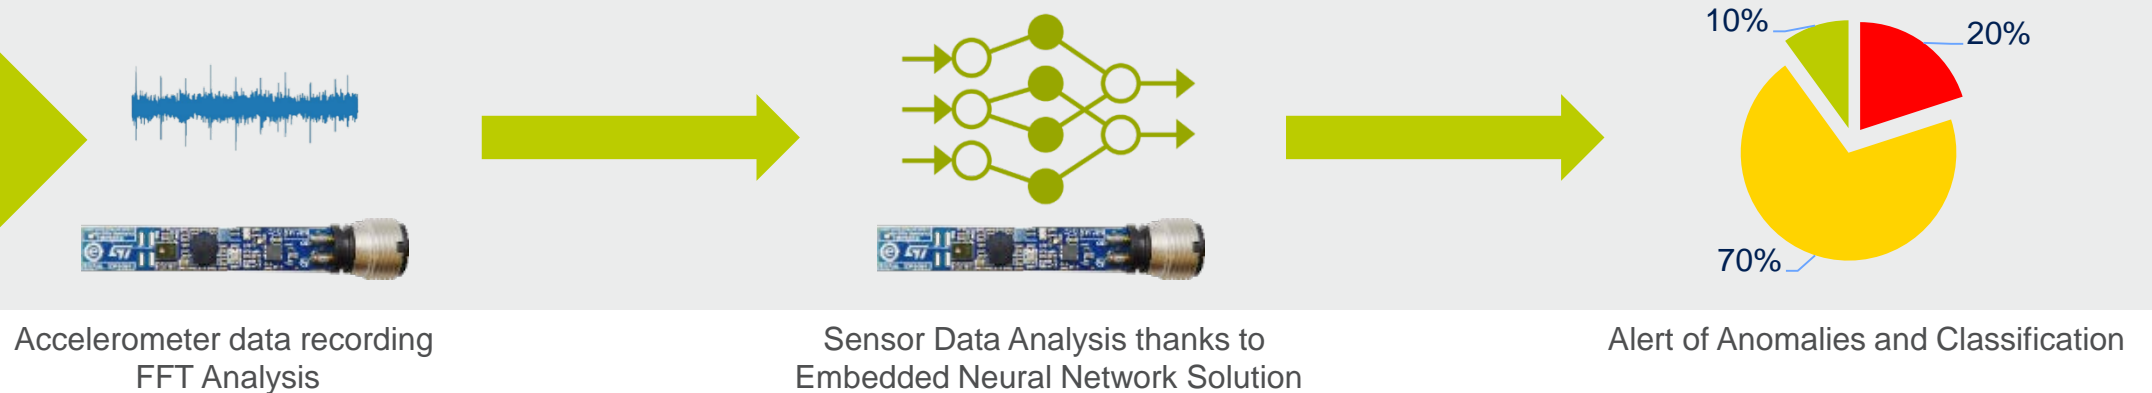 10%
20%
70%
Accelerometer data recording
FFT Analysis
Sensor Data Analysis thanks to
Embedded Neural Network Solution
Alert of Anomalies and Classification